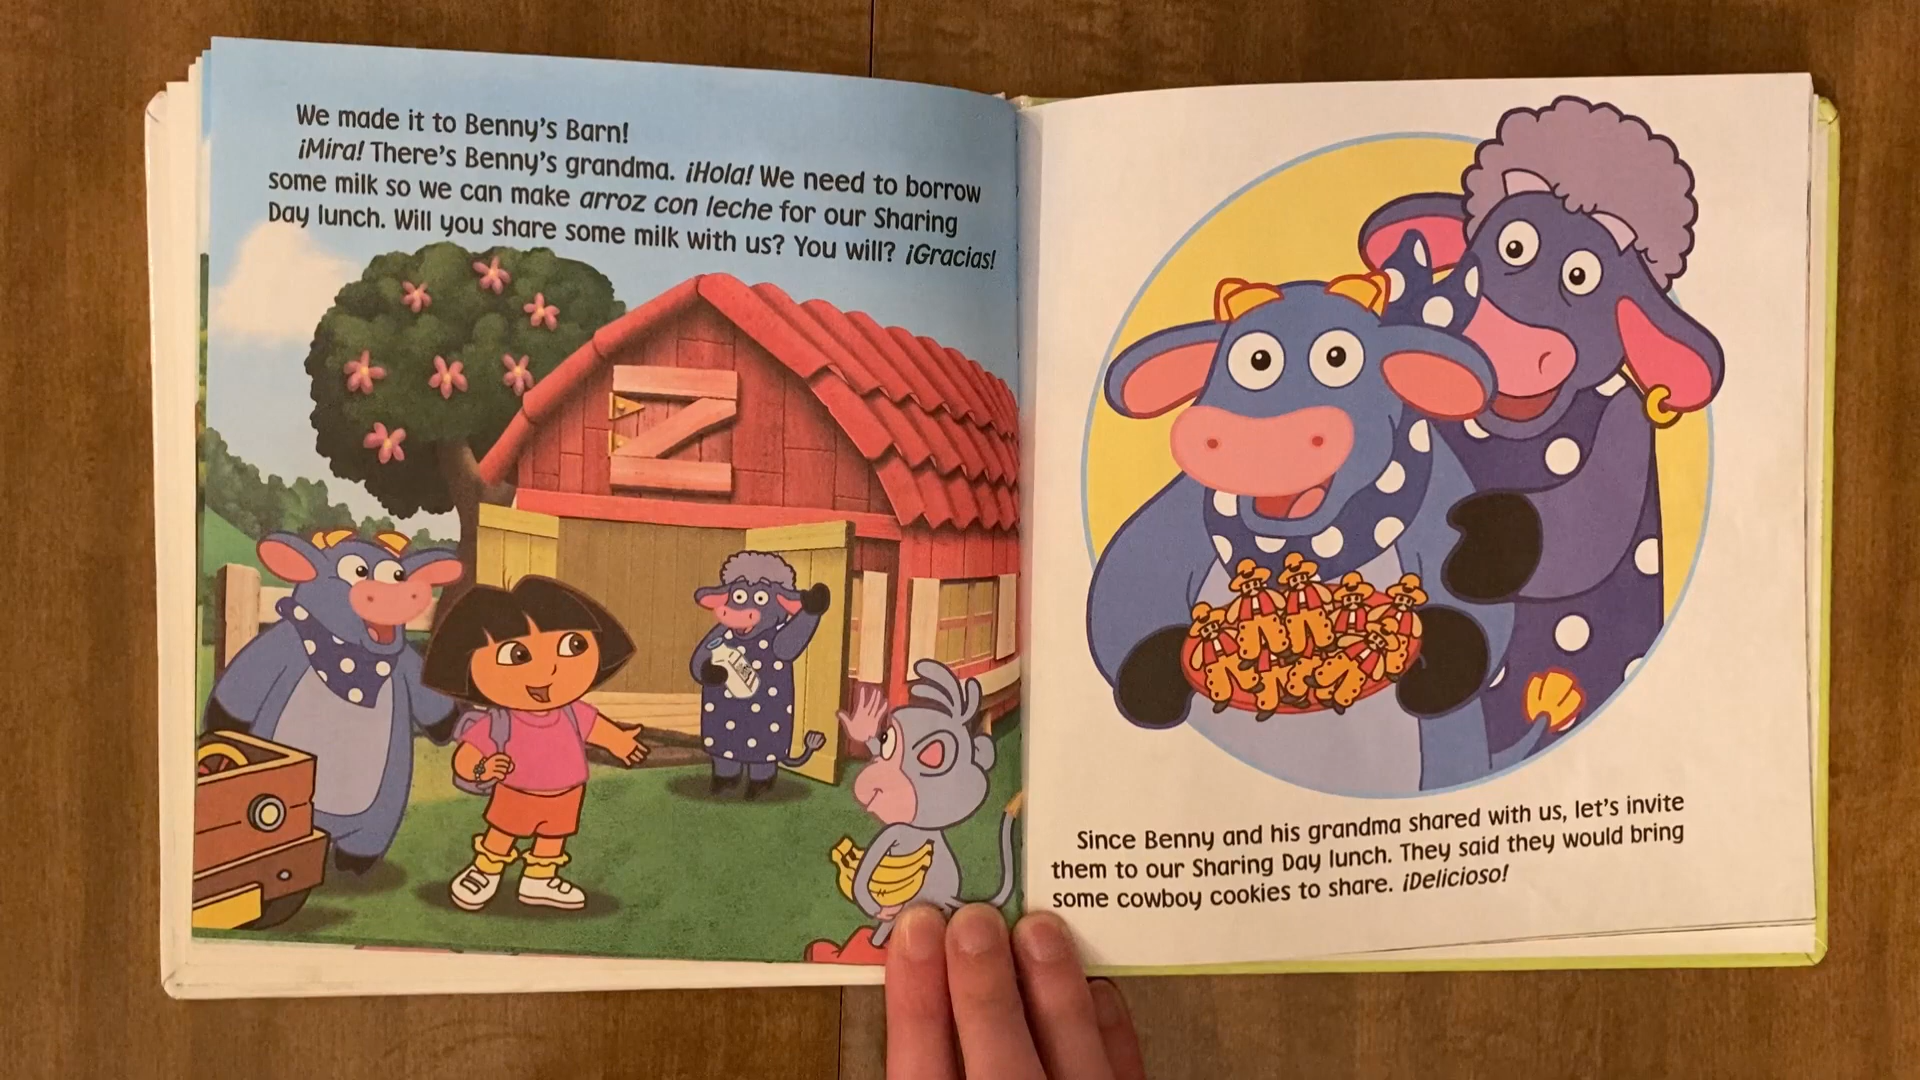 We made it to Benny's Barn!
¡Mira! There's Benny's grandma. ¡Hola! We need to borrow
some milk so we can make arroz con leche for our Sharing
Day lunch. Will you share some milk with us? You will? ¡Gracias!
Since Benny and his grandma shared with us, let's invite
them to our Sharing Day lunch. They said they would bring
some cowboy cookies to share. ¡Delicioso!